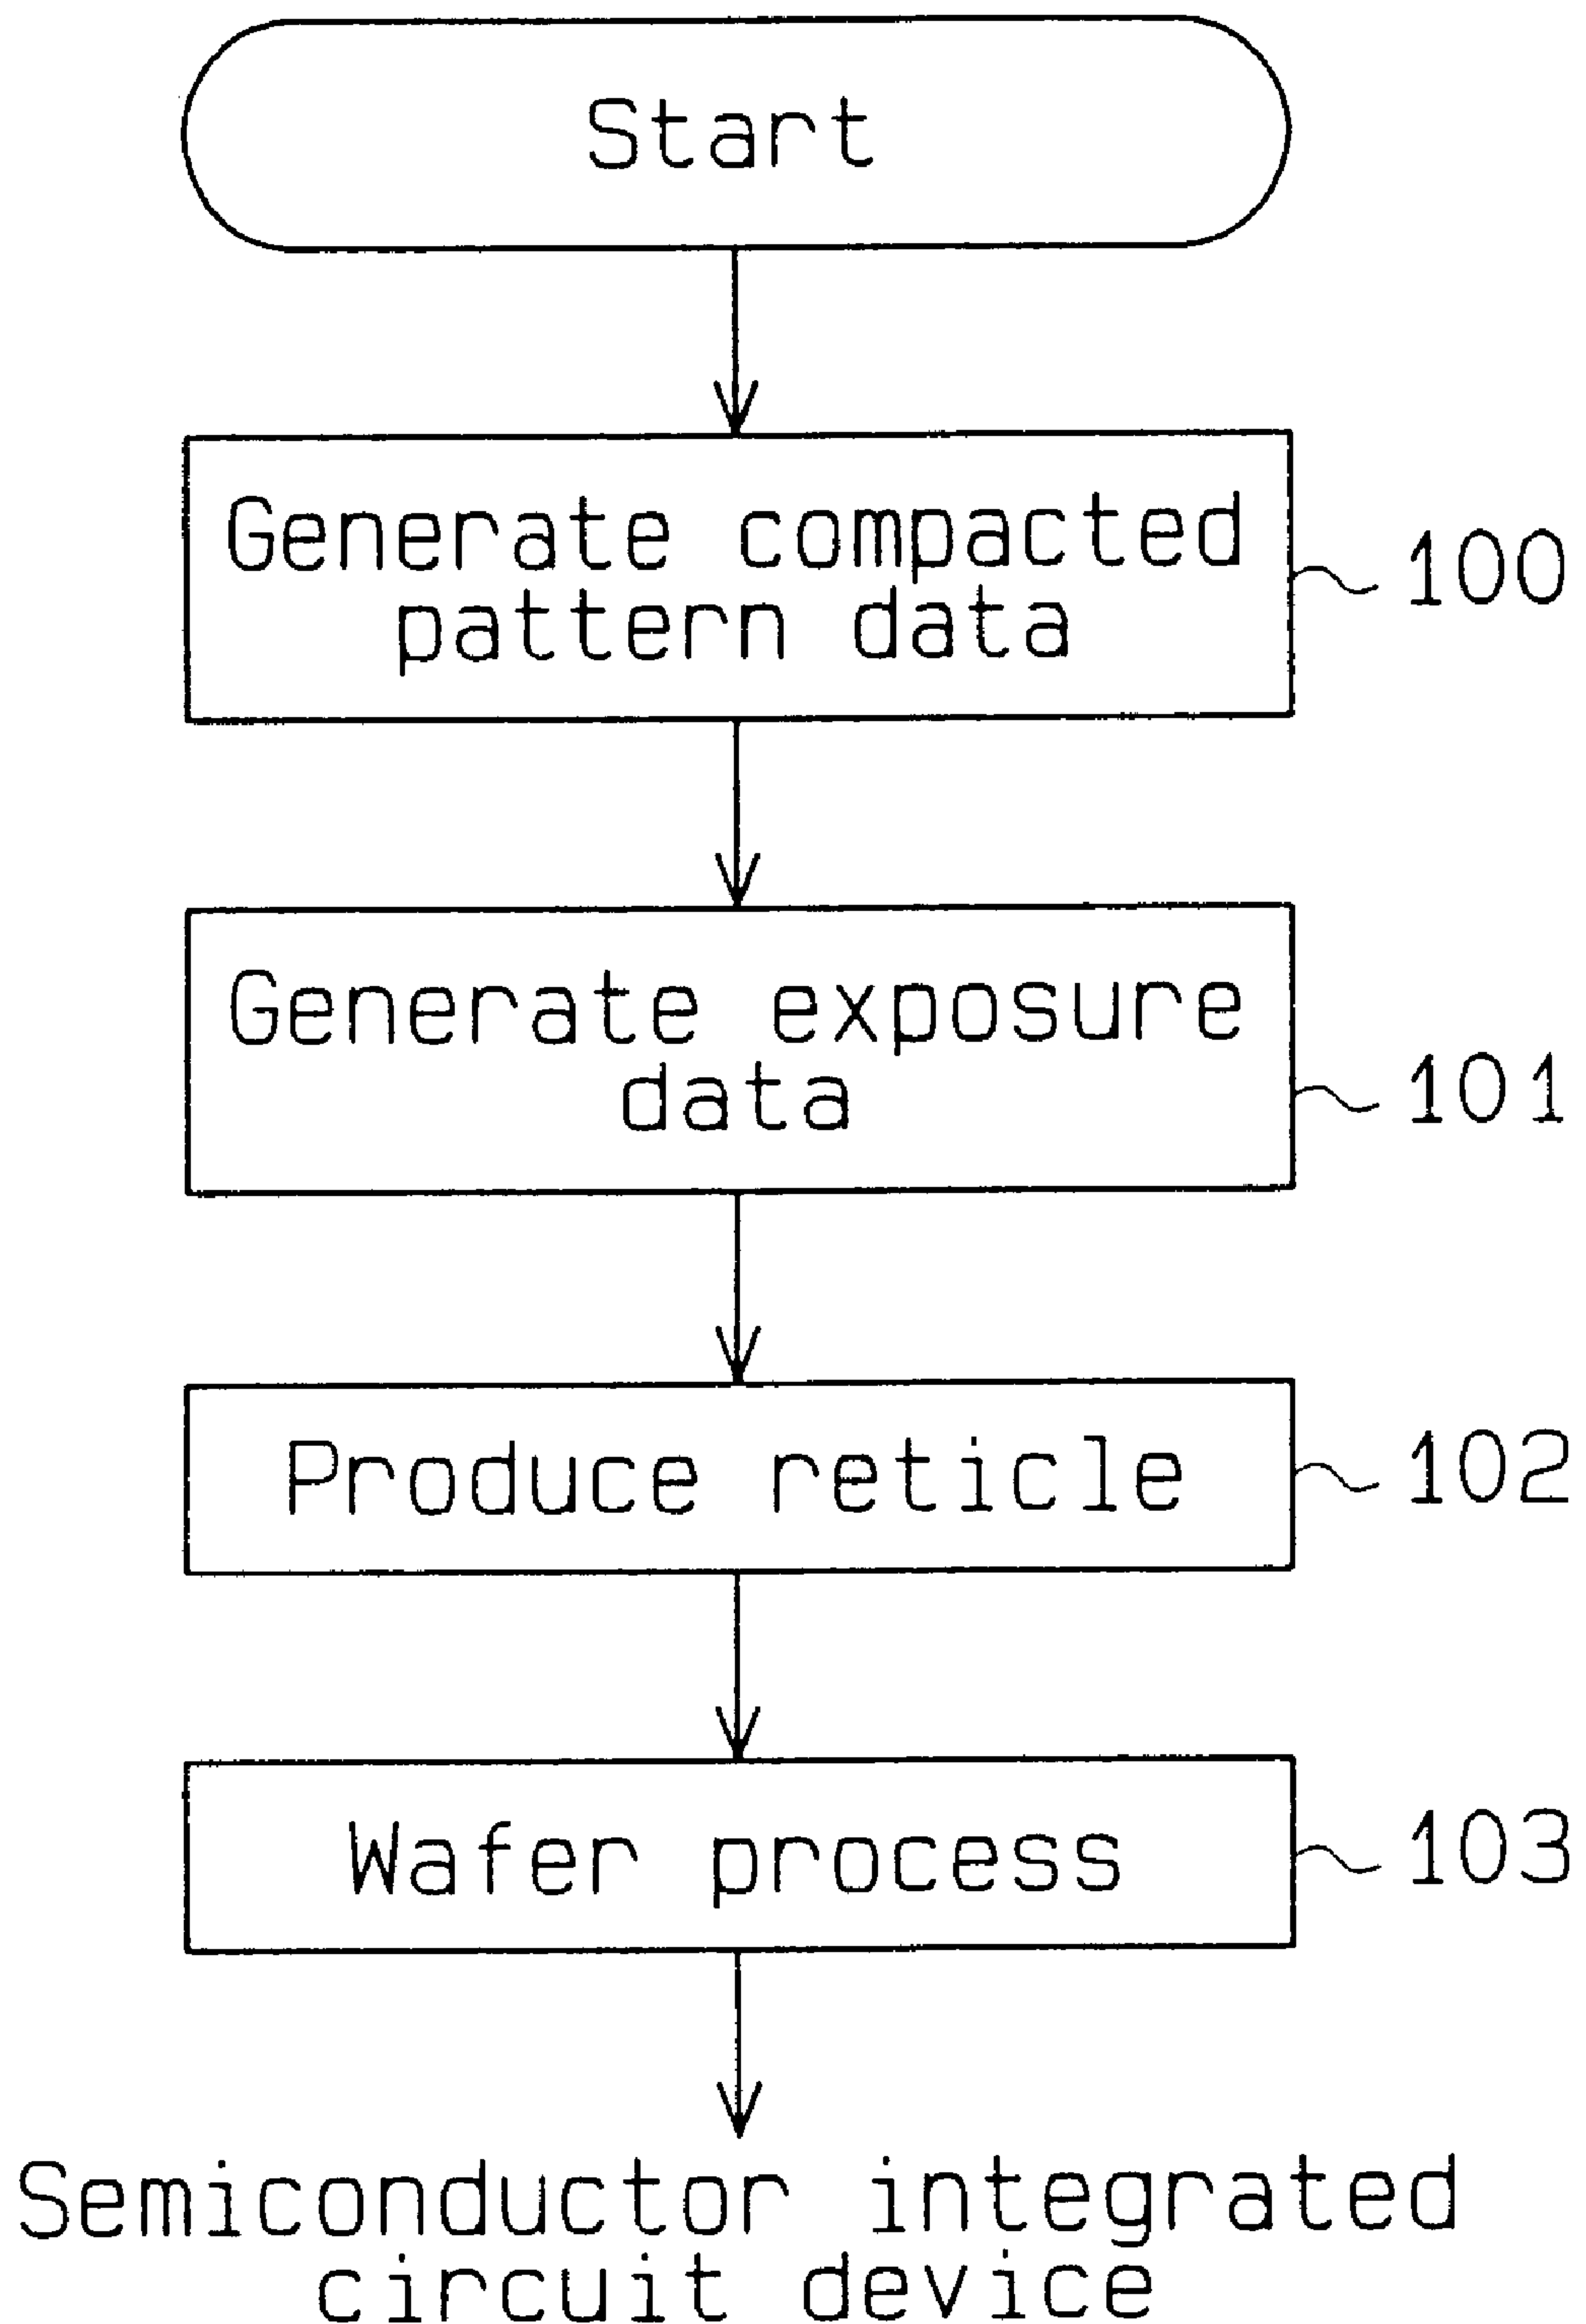 Start
Generate compacted
pattern data
100
Generate exposure
data
101
Produce reticle
102
Wafer process
103
Semiconductor integrated
circuit device